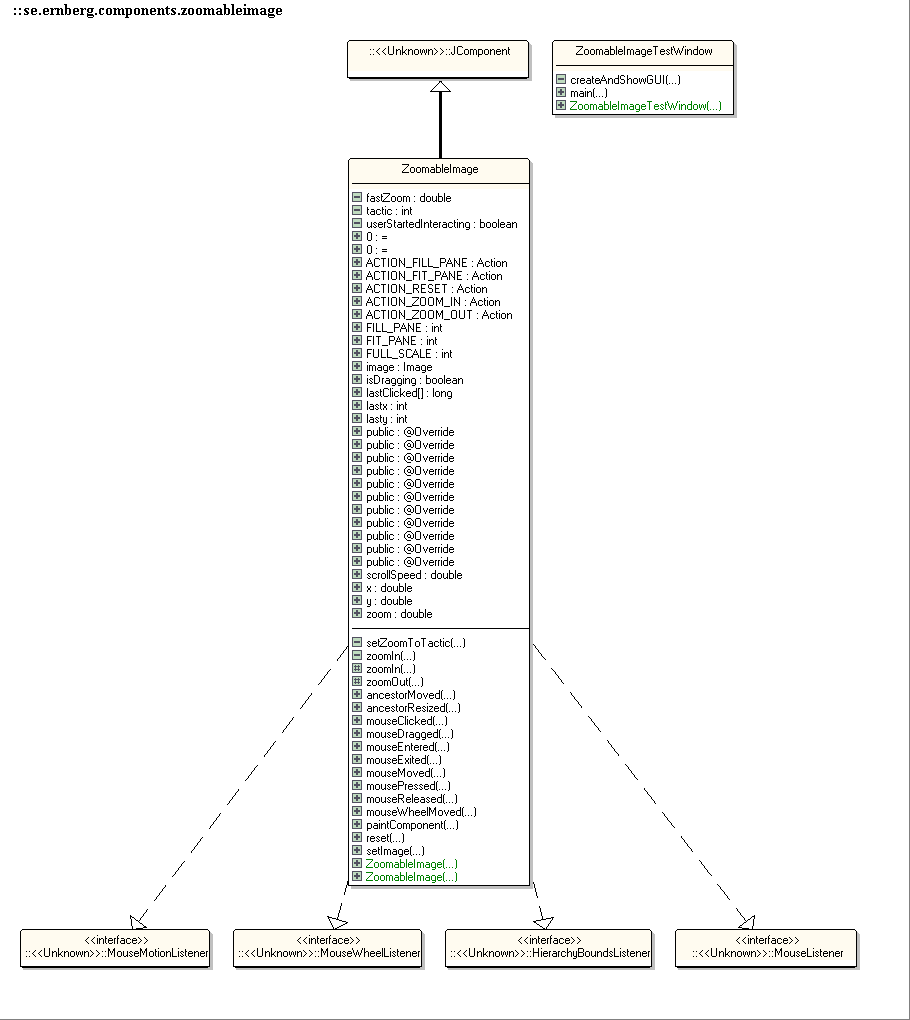 ::se.ernberg.components.zoomableimage
::<<Unknown>>::JComponent
ZoomableImageTestWindow
createAndShowGUI(...)
main(...)
ZoomableImageTestWindow(...)
ZoomableImage
fastZoom : double
tactic : int
userStartedInteracting : boolean
0 : =
0 : =
ACTION_FILL_PANE : Action
ACTION_FIT_PANE : Action
ACTION_RESET : Action
ACTION_ZOOM_IN : Action
ACTION_ZOOM_OUT : Action
FILL_PANE : int
FIT_PANE : int
FULL_SCALE : int
image : Image
isDragging : boolean
lastClicked[] : long
lastx : int
lasty : int
public : @Override
public : @Override
public : @Override
public : @Override
public : @Override
public : @Override
public : @Override
public : @Override
public : @Override
public : @Override
public : @Override
scrollSpeed : double
x : double
y : double
zoom : double
setZoomToTactic(...)
zoomIn(...)
zoomIn(...)
zoomOut(...)
ancestorMoved(...)
ancestorResized(...)
mouseClicked(...)
mouseDragged(...)
mouseEntered(...)
mouseExited(...)
mouseMoved(...)
mousePressed(...)
mouseReleased(...)
mouseWheelMoved(...)
paintComponent(...)
reset(...)
setImage(...)
ZoomableImage(...)
ZoomableImage(...)
<<interface>>
::<<Unknown>>::MouseMotionListener
<<interface>>
::<<Unknown>>::MouseWheelListener
<<interface>>
::<<Unknown>>::HierarchyBoundsListener
<<interface>>
::<<Unknown>>::MouseListener